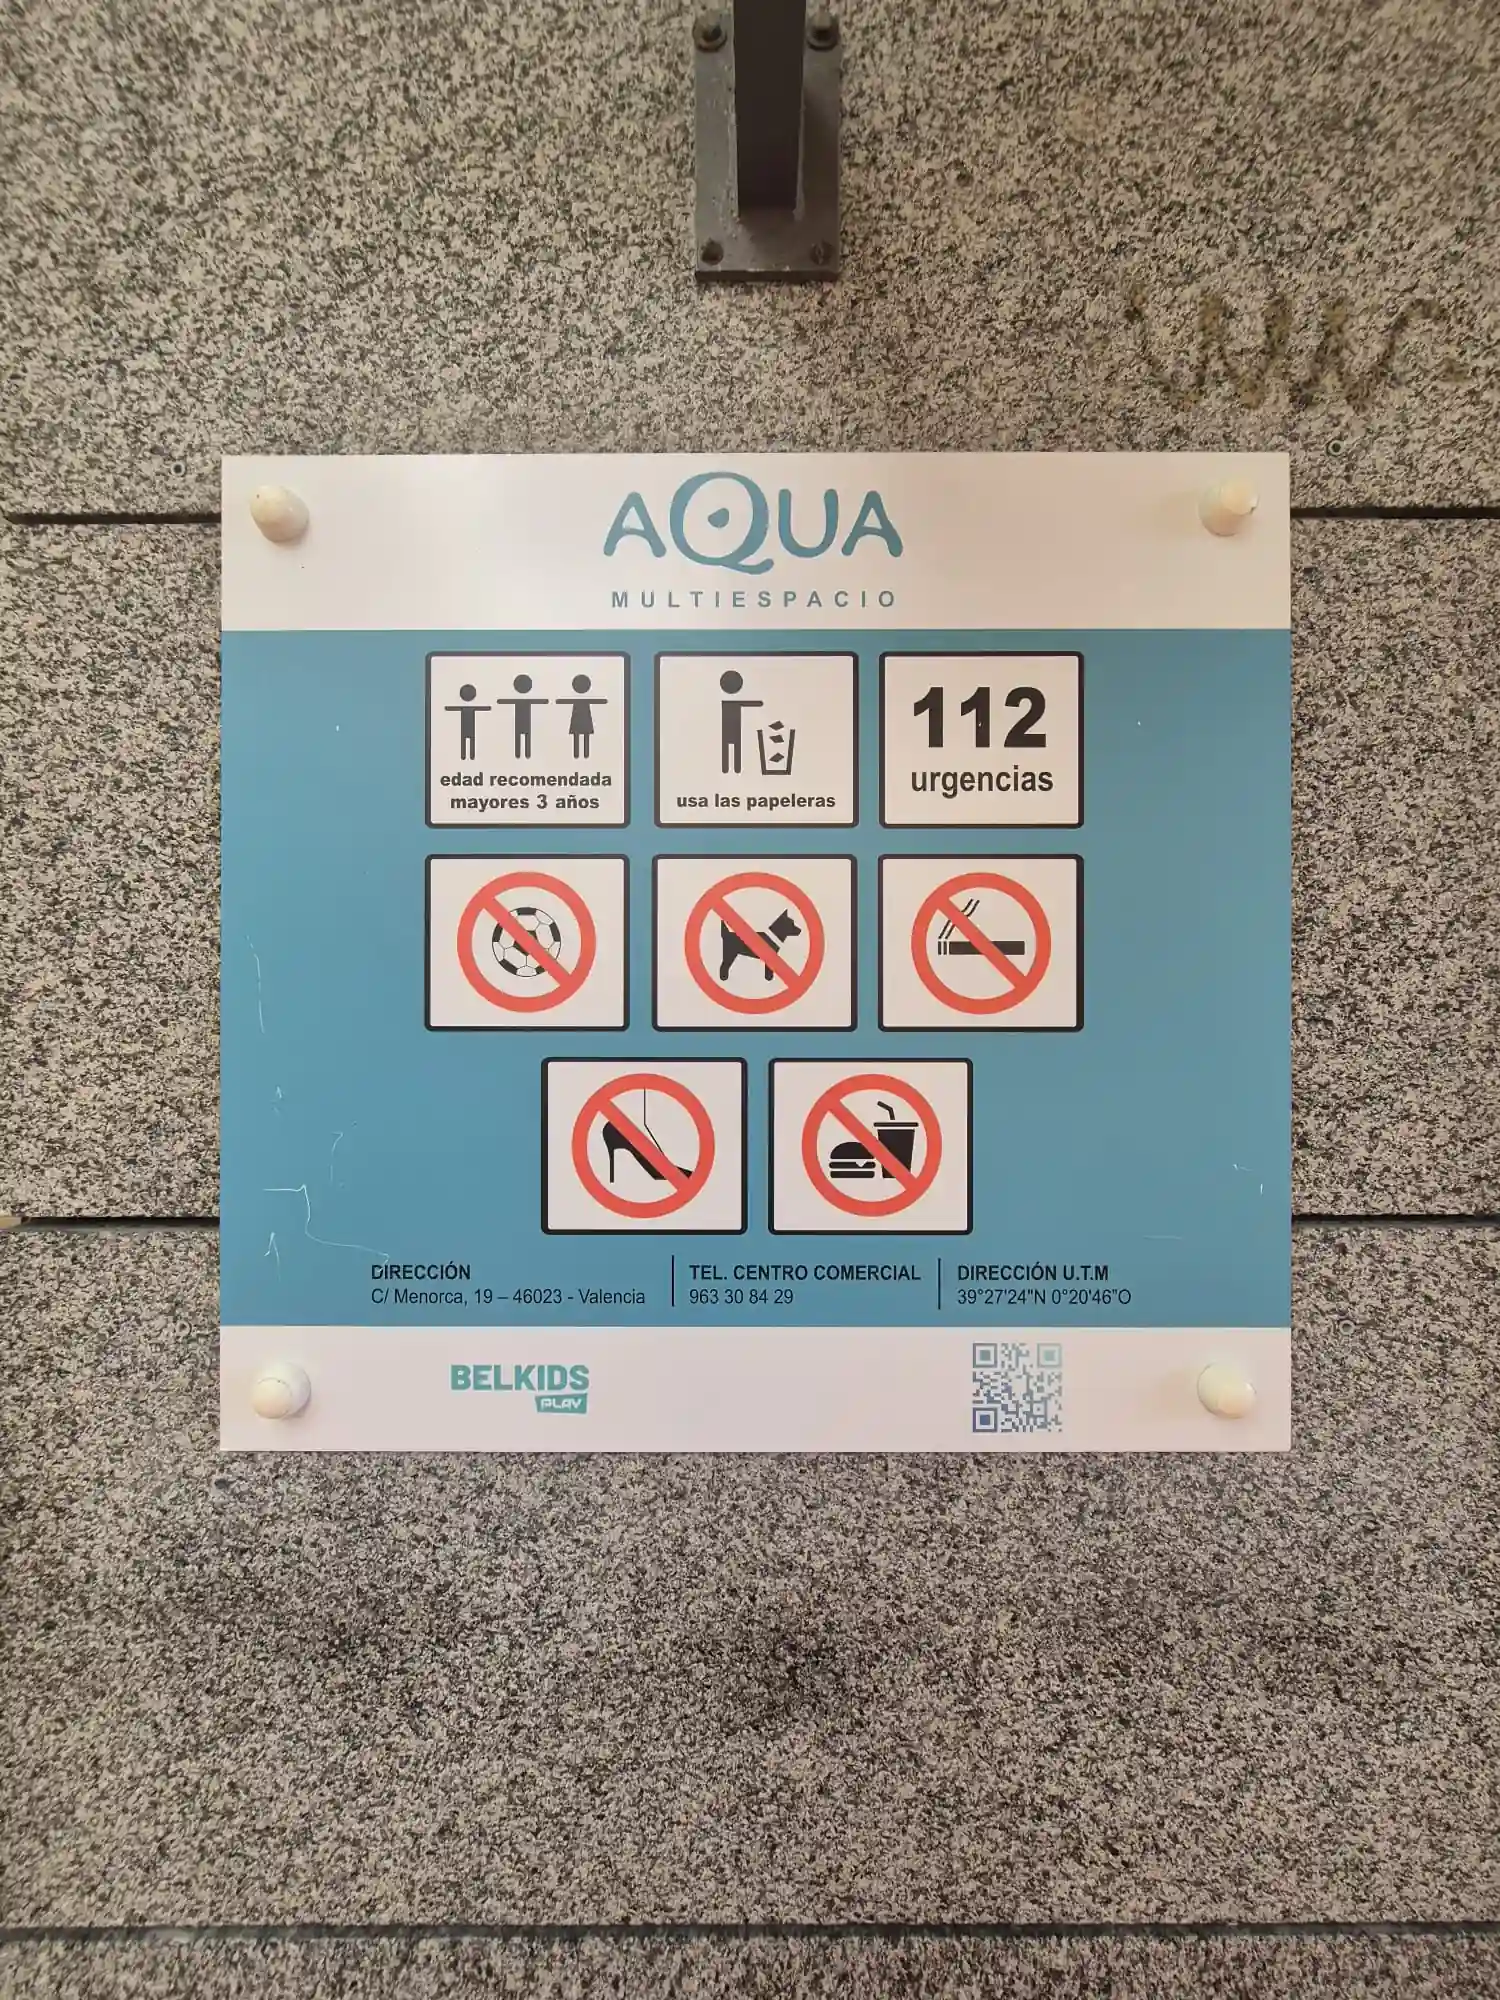 AQUA
MULTIESPACIO
edad recomendada
mayores 3 años
usa las papeleras
112
urgencias
DIRECCIÓN
C/ Menorca, 19 – 46023 - Valencia
TEL. CENTRO COMERCIAL
963 30 84 29
DIRECCIÓN U.T.M
39°27'24"N 0°20'46"O
BELKIDS
PLAY